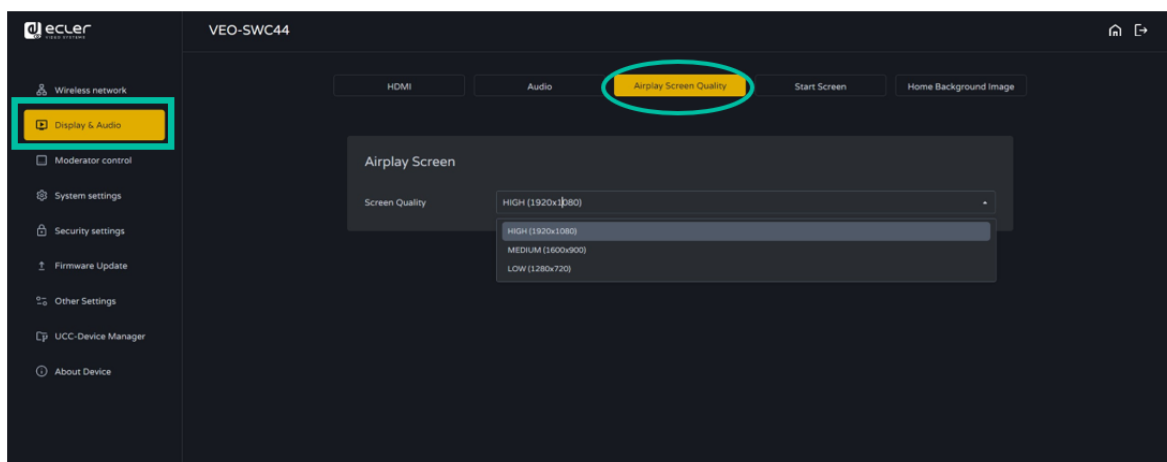 ecler
VIDEO SYSTEMS
VEO-SWC44
Wireless network
Display & Audio
Moderator control
System settings
Security settings
Firmware Update
Other Settings
UCC-Device Manager
About Device
HDMI
Audio
Airplay Screen Quality
Start Screen
Home Background Image
Airplay Screen
Screen Quality
HIGH (1920x1080)
HIGH (1920x1080)
MEDIUM (1600x900)
LOW (1280x720)